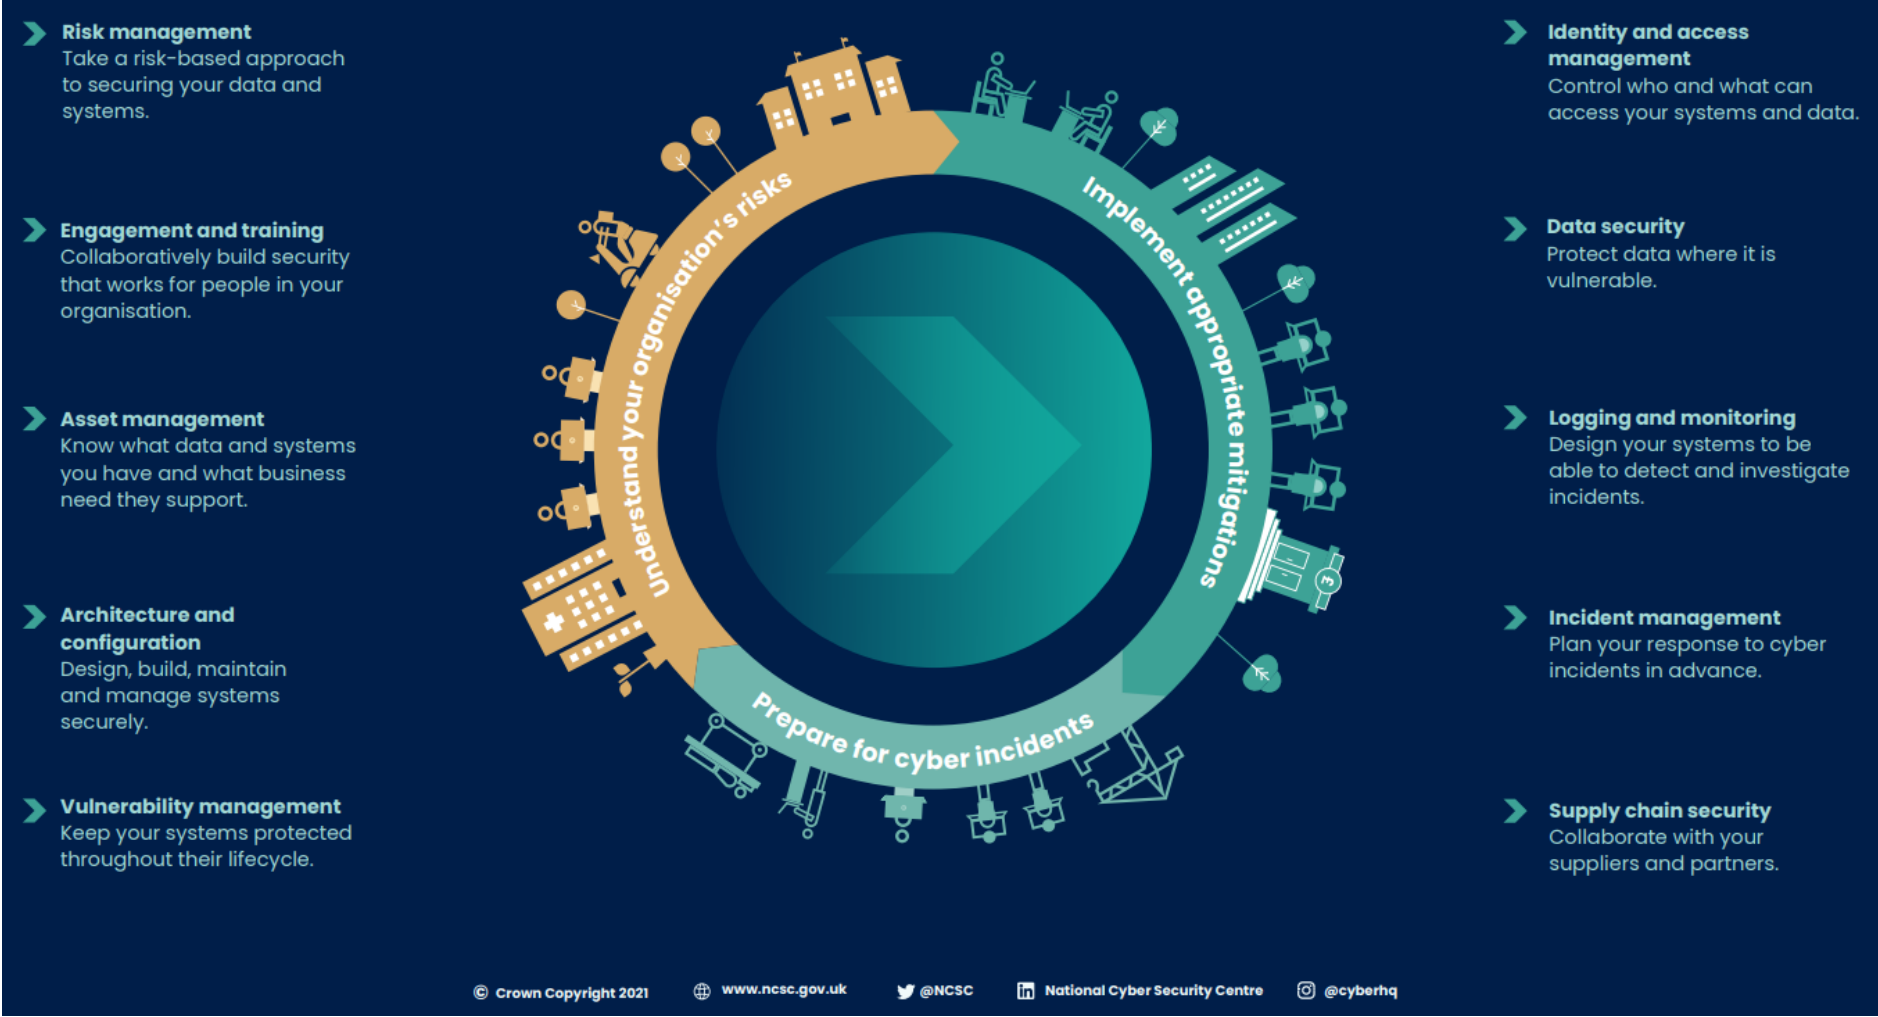 Risk management
Take a risk-based approach
to securing your data and
systems.
Engagement and training
Collaboratively build security
that works for people in your
organisation.
Asset management
Know what data and systems
you have and what business
need they support.
Architecture and
configuration
Design, build, maintain
and manage systems
securely.
Vulnerability management
Keep your systems protected
throughout their lifecycle.
Understand your organisation's risks
Implement appropriate mitigations
Prepare for cyber incidents
£
Identity and access
management
Control who and what can
access your systems and data.
Data security
Protect data where it is
vulnerable.
Logging and monitoring
Design your systems to be
able to detect and investigate
incidents.
Incident management
Plan your response to cyber
incidents in advance.
Supply chain security
Collaborate with your
suppliers and partners.
© Crown Copyright 2021 www.ncsc.gov.uk @NCSC in National Cyber Security Centre @cyberhq